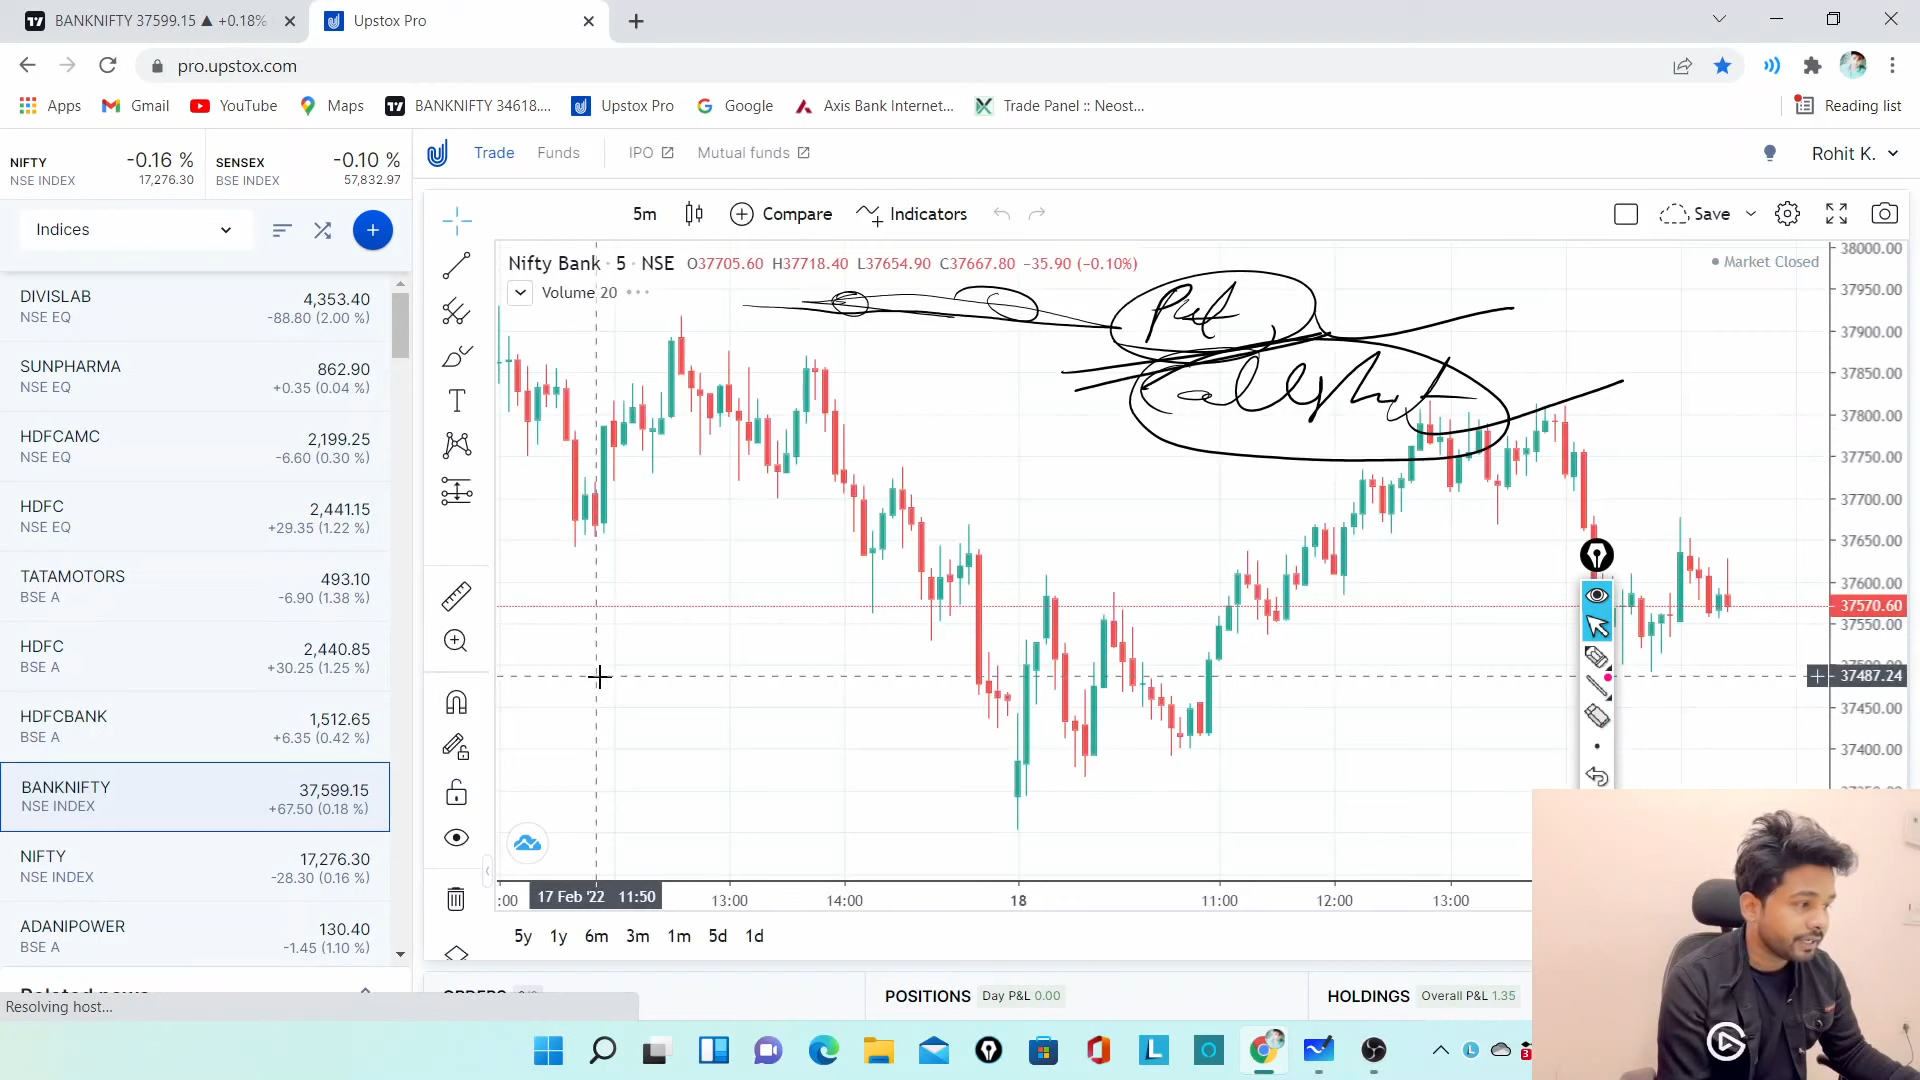 BANKNIFTY 37599.15 ▲ +0.18%
Upstox Pro
pro.upstox.com
Apps
Gmail
YouTube
Maps
BANKNIFTY 34618....
Upstox Pro
Google
Axis Bank Internet...
Trade Panel :: Neost...
Reading list
NIFTY -0.16 %
NSE INDEX 17,276.30
SENSEX -0.10 %
BSE INDEX 57,832.97
Trade
Funds
IPO
Mutual funds
Rohit K.
Indices
5m
Compare
Indicators
Save
DIVISLAB 4,353.40
NSE EQ -88.80 (2.00 %)
SUNPHARMA 862.90
NSE EQ +0.35 (0.04 %)
HDFCAMC 2,199.25
NSE EQ -6.60 (0.30 %)
HDFC 2,441.15
NSE EQ +29.35 (1.22 %)
TATAMOTORS 493.10
BSE A -6.90 (1.38 %)
HDFC 2,440.85
BSE A +30.25 (1.25 %)
HDFCBANK 1,512.65
BSE A +6.35 (0.42 %)
BANKNIFTY 37,599.15
NSE INDEX +67.50 (0.18 %)
NIFTY 17,276.30
NSE INDEX -28.30 (0.16 %)
ADANIPOWER 130.40
BSE A -1.45 (1.10 %)
Nifty Bank · 5 · NSE O37705.60 H37718.40 L37654.90 C37667.80 -35.90 (-0.10%)
Volume 20
Market Closed
38000.00
37950.00
37900.00
37850.00
37800.00
37750.00
37700.00
37650.00
37600.00
37570.60
37550.00
37487.24
37450.00
37400.00
:00
17 Feb '22 11:50
13:00
14:00
18
11:00
12:00
13:00
5y 1y 6m 3m 1m 5d 1d
POSITIONS Day P&L 0.00
HOLDINGS Overall P&L 1.35
Resolving host...